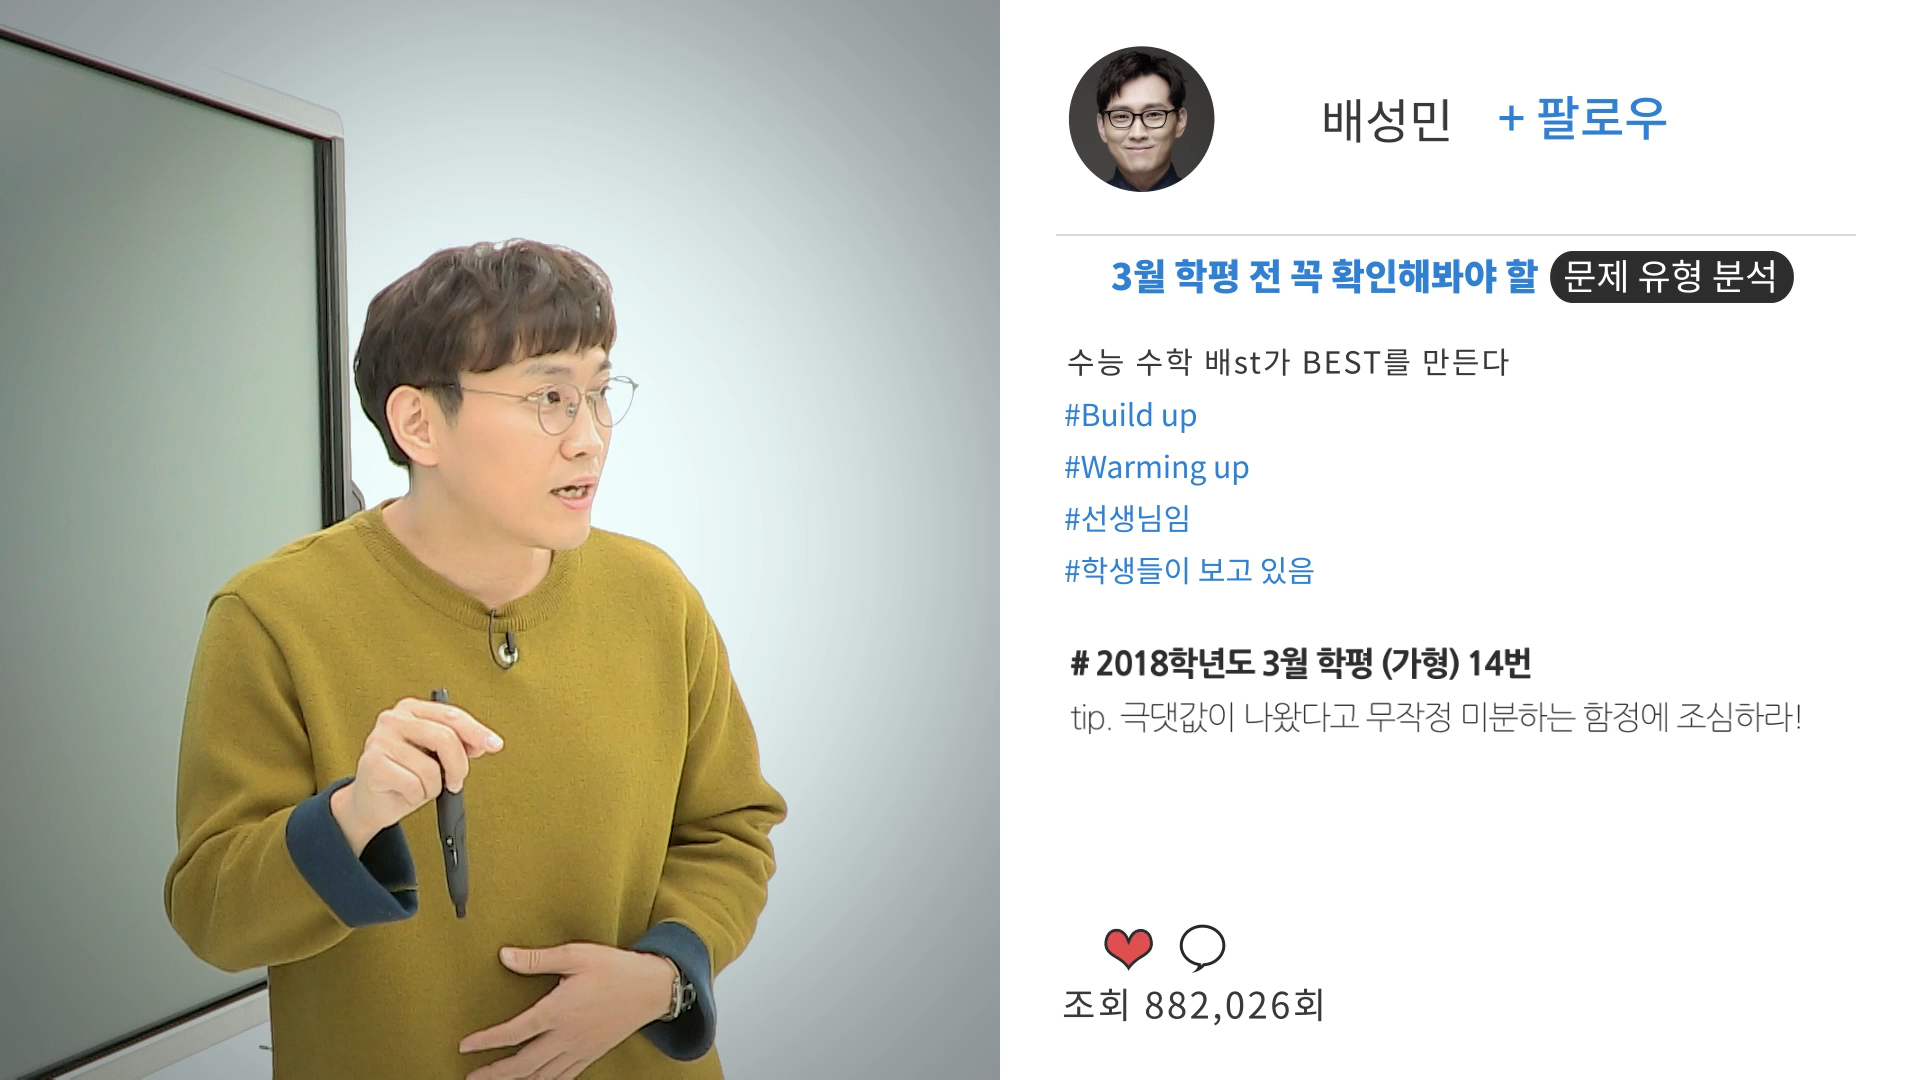 배성민 + 팔로우
3월 학평 전 꼭 확인해봐야 할 문제 유형 분석
수능 수학 배st가 BEST를 만든다
#Build up
#Warming up
#선생님임
#학생들이 보고 있음
# 2018학년도 3월 학평 (가형) 14번
tip. 극댓값이 나왔다고 무작정 미분하는 함정에 조심하라!
조회 882,026회